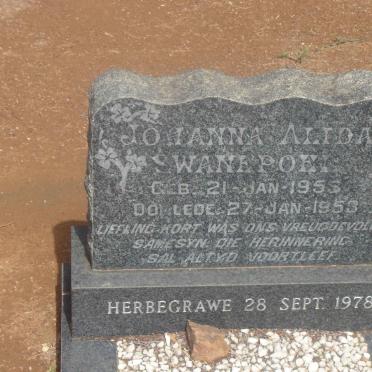 JOHANNA ALIDA
SWANEPOEL
GEB. 21-JAN-1953
OORLEDE. 27-JAN-1953
LIEFLING KORT WAS ONS VREUGDEVOL
SAMESYN. DIE HERINNERING
SAL ALTYD VOORTLEEF.
HERBEGRAWE 28 SEPT. 1978